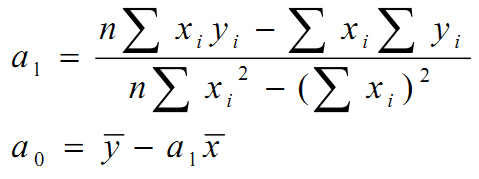 a₁ = (n∑ xᵢyᵢ − ∑ xᵢ∑ yᵢ) / (n∑ xᵢ² − (∑ xᵢ)²)
a₀ = y̅ − a₁x̅